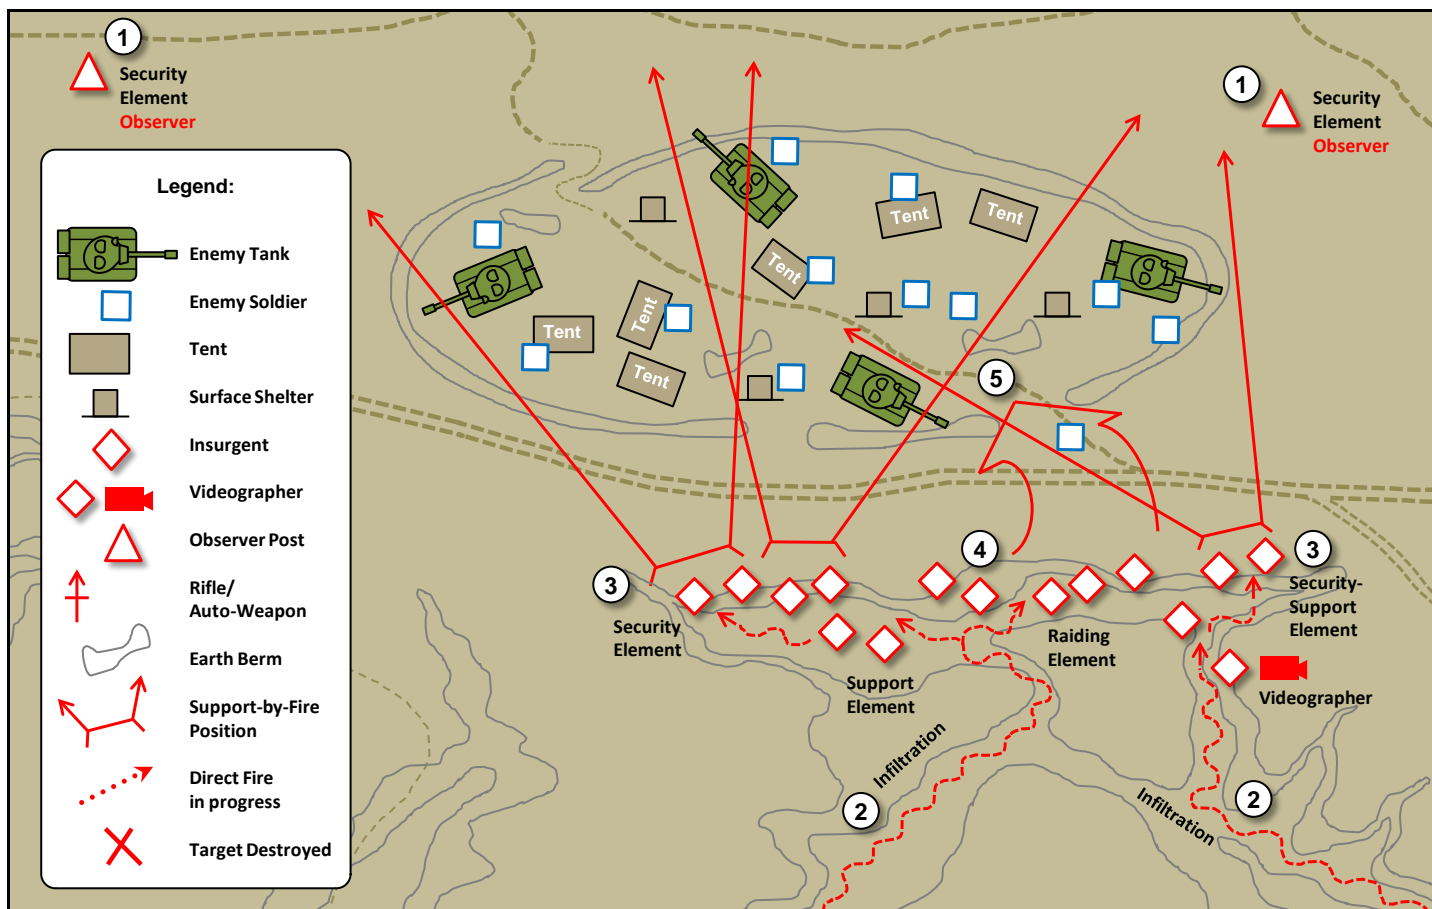 1
Security
Element
Observer
1
Security
Element
Observer
Legend:
Enemy Tank
Enemy Soldier
Tent
Surface Shelter
Insurgent
Videographer
Observer Post
Rifle/
Auto-Weapon
Earth Berm
Support-by-Fire
Position
Direct Fire
in progress
Target Destroyed
Tent
Tent
Tent
Tent
Tent
Tent
5
4
3
Security
Element
3
Security-
Support
Element
Raiding
Element
Support
Element
Videographer
Infiltration
2
Infiltration
2